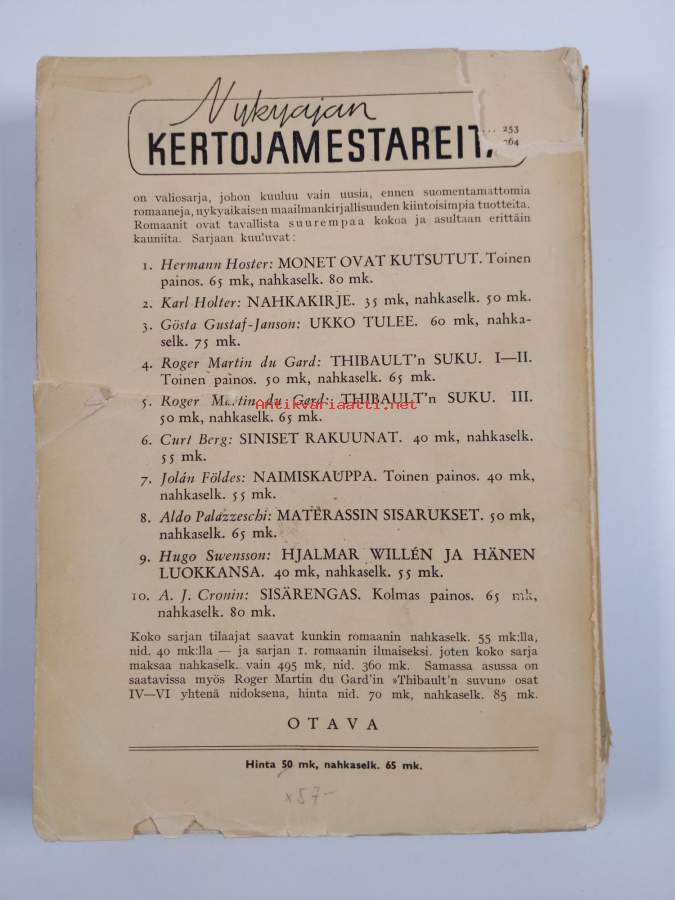 Nykyajan
KERTOJAMESTAREITA
... 253
264
on valiosarja, johon kuuluu vain uusia, ennen suomentamattomia
romaaneja, nykyaikaisen maailmankirjallisuuden kiintoisimpia tuotteita.
Romaanit ovat tavallista suurempaa kokoa ja asultaan erittäin
kauniita. Sarjaan kuuluvat:
1. Hermann Hoster: MONET OVAT KUTSUTUT. Toinen
painos. 65 mk, nahkaselk. 80 mk.
2. Karl Holter: NAHKAKIRJE. 35 mk, nahkaselk. 50 mk.
3. Gösta Gustaf-Janson: UKKO TULEE. 60 mk, nahka-
selk. 75 mk.
4. Roger Martin du Gard: THIBAULT'n SUKU. I—II.
Toinen painos. 50 mk, nahkaselk. 65 mk.
5. Roger Martin du Gard: THIBAULT'n SUKU. III.
Antikvariaatti.net
50 mk, nahkaselk. 65 mk.
6. Curt Berg: SINISET RAKUUNAT. 40 mk, nahkaselk.
55 mk.
7. Jolán Földes: NAIMISKAUPPA. Toinen painos. 40 mk,
nahkaselk. 55 mk.
8. Aldo Palazzeschi: MATERASSIN SISARUKSET. 50 mk,
nahkaselk. 65 mk.
9. Hugo Swensson: HJALMAR WILLÉN JA HÄNEN
LUOKKANSA. 40 mk, nahkaselk. 55 mk.
10. A. J. Cronin: SISÄRENGAS. Kolmas painos. 65 mk,
nahkaselk. 80 mk.
Koko sarjan tilaajat saavat kunkin romaanin nahkaselk. 55 mk:lla,
nid. 40 mk:lla — ja sarjan 1. romaanin ilmaiseksi. joten koko sarja
maksaa nahkaselk. vain 495 mk, nid. 360 mk. Samassa asussa on
saatavissa myös Roger Martin du Gard'in »Thibault'n suvun» osat
IV—VI yhtenä nidoksena, hinta nid. 70 mk, nahkaselk. 85 mk.
OTAVA
Hinta 50 mk, nahkaselk. 65 mk.
x57-